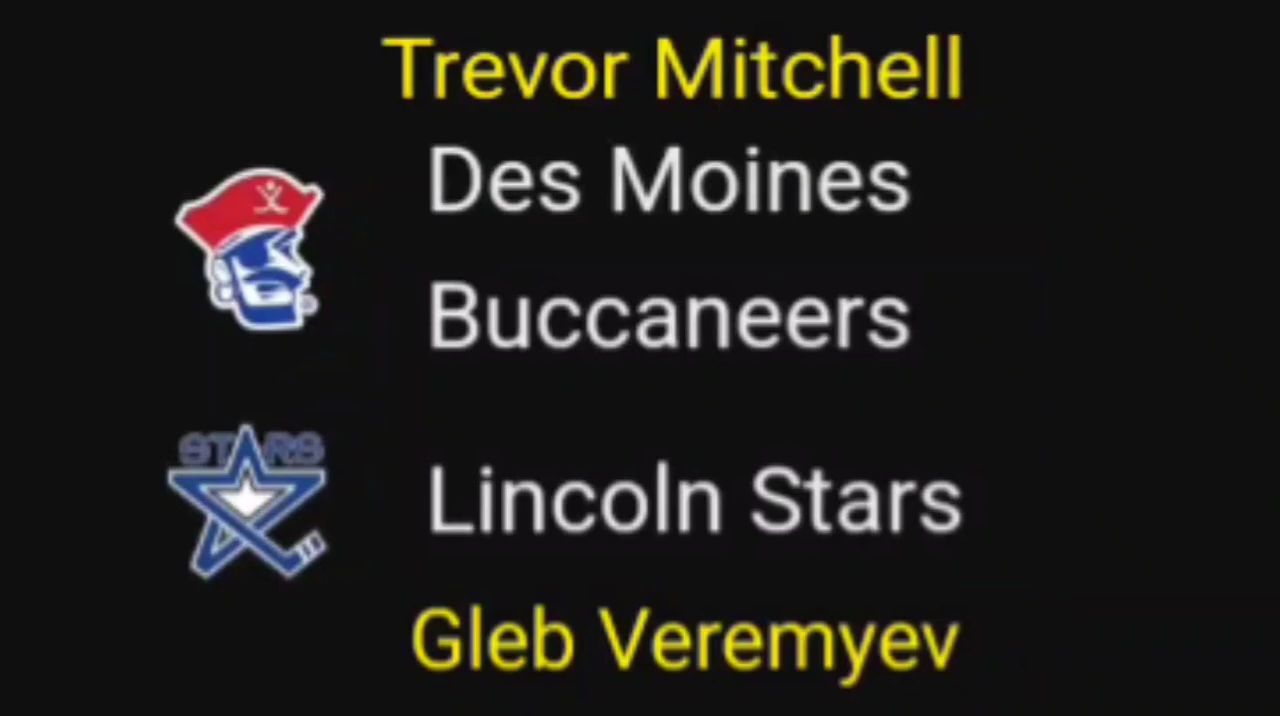 Trevor Mitchell
Des Moines
Buccaneers
STARS
Lincoln Stars
Gleb Veremyev